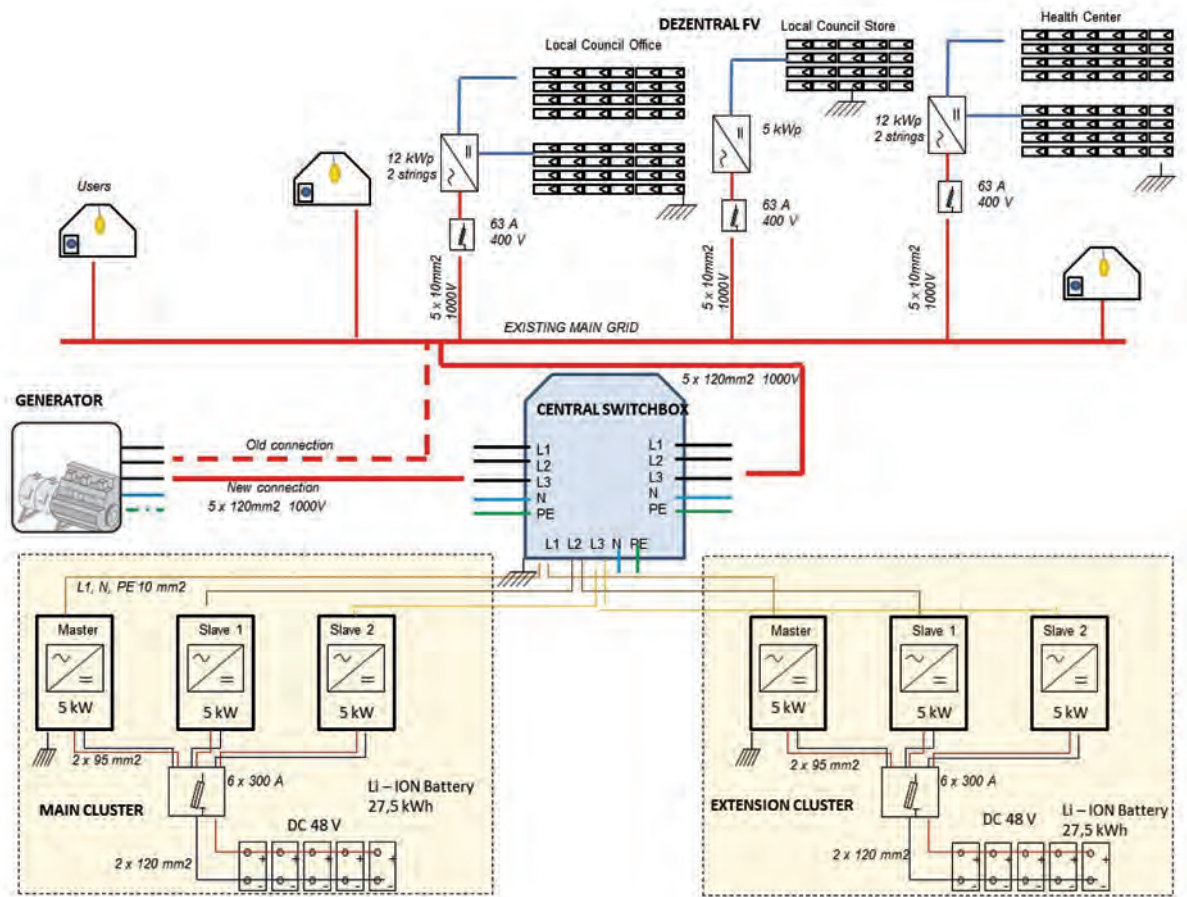 DEZENTRAL FV
Local Council Office
Local Council Store
Health Center
12 kWp
2 strings
5 kWp
12 kWp
2 strings
Users
63 A
400 V
63 A
400 V
63 A
400 V
5 x 10mm2
1000V
5 x 10mm2
1000V
5 x 10mm2
1000V
EXISTING MAIN GRID
5 x 120mm2 1000V
GENERATOR
Old connection
New connection
5 x 120mm2 1000V
CENTRAL SWITCHBOX
L1
L2
L3
N
PE
L1
L2
L3
N
PE
L1 L2 L3 N PE
L1, N, PE 10 mm2
Master
5 kW
Slave 1
5 kW
Slave 2
5 kW
2 x 95 mm2
6 x 300 A
MAIN CLUSTER
Li – ION Battery
27,5 kWh
DC 48 V
2 x 120 mm2
+ + + + +
- - - - -
Master
5 kW
Slave 1
5 kW
Slave 2
5 kW
2 x 95 mm2
6 x 300 A
EXTENSION CLUSTER
DC 48 V
Li – ION Battery
27,5 kWh
2 x 120 mm2
+ + + + +
- - - - -